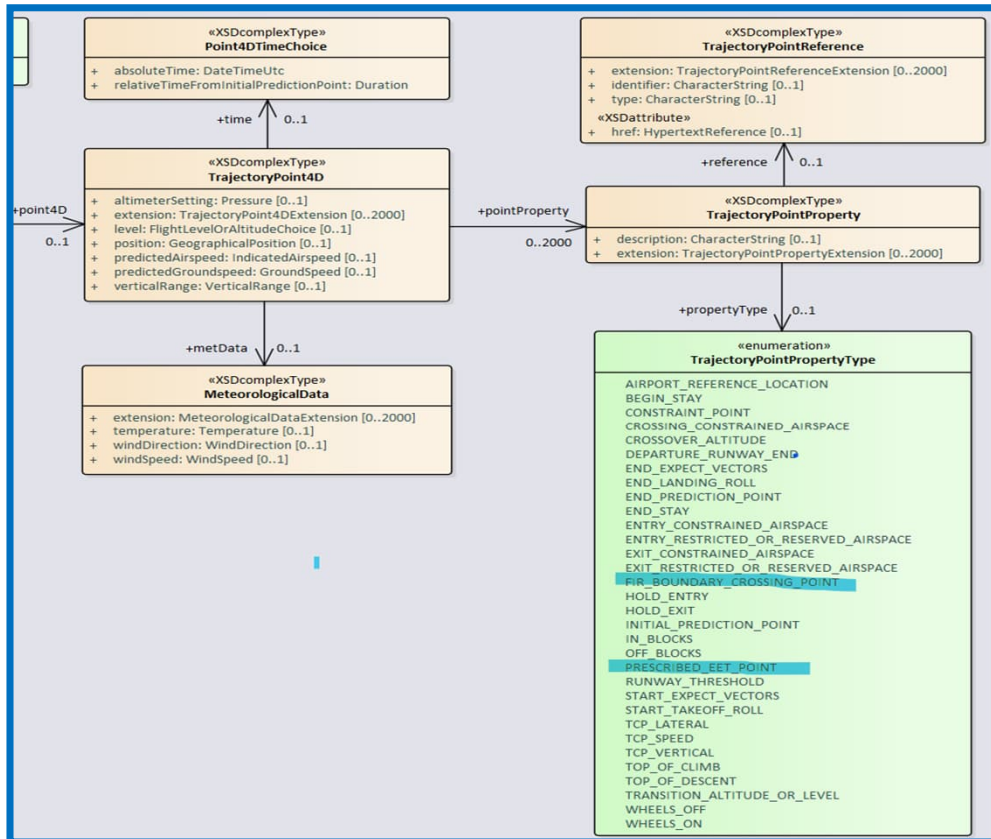 «XSDcomplexType»
Point4DTimeChoice
+ absoluteTime: DateTimeUtc
+ relativeTimeFromInitialPredictionPoint: Duration
«XSDcomplexType»
TrajectoryPointReference
+ extension: TrajectoryPointReferenceExtension [0..2000]
+ identifier: CharacterString [0..1]
+ type: CharacterString [0..1]
«XSDattribute»
+ href: HypertextReference [0..1]
+time 0..1
+reference 0..1
«XSDcomplexType»
TrajectoryPoint4D
+ altimeterSetting: Pressure [0..1]
+ extension: TrajectoryPoint4DExtension [0..2000]
+ level: FlightLevelOrAltitudeChoice [0..1]
+ position: GeographicalPosition [0..1]
+ predictedAirspeed: IndicatedAirspeed [0..1]
+ predictedGroundspeed: GroundSpeed [0..1]
+ verticalRange: VerticalRange [0..1]
+point4D
0..1
+pointProperty
0..2000
«XSDcomplexType»
TrajectoryPointProperty
+ description: CharacterString [0..1]
+ extension: TrajectoryPointPropertyExtension [0..2000]
+metData 0..1
+propertyType 0..1
«XSDcomplexType»
MeteorologicalData
+ extension: MeteorologicalDataExtension [0..2000]
+ temperature: Temperature [0..1]
+ windDirection: WindDirection [0..1]
+ windSpeed: WindSpeed [0..1]
«enumeration»
TrajectoryPointPropertyType
AIRPORT_REFERENCE_LOCATION
BEGIN_STAY
CONSTRAINT_POINT
CROSSING_CONSTRAINED_AIRSPACE
CROSSOVER_ALTITUDE
DEPARTURE_RUNWAY_END
END_EXPECT_VECTORS
END_LANDING_ROLL
END_PREDICTION_POINT
END_STAY
ENTRY_CONSTRAINED_AIRSPACE
ENTRY_RESTRICTED_OR_RESERVED_AIRSPACE
EXIT_CONSTRAINED_AIRSPACE
EXIT_RESTRICTED_OR_RESERVED_AIRSPACE
FIR_BOUNDARY_CROSSING_POINT
HOLD_ENTRY
HOLD_EXIT
INITIAL_PREDICTION_POINT
IN_BLOCKS
OFF_BLOCKS
PRESCRIBED_EET_POINT
RUNWAY_THRESHOLD
START_EXPECT_VECTORS
START_TAKEOFF_ROLL
TCP_LATERAL
TCP_SPEED
TCP_VERTICAL
TOP_OF_CLIMB
TOP_OF_DESCENT
TRANSITION_ALTITUDE_OR_LEVEL
WHEELS_OFF
WHEELS_ON